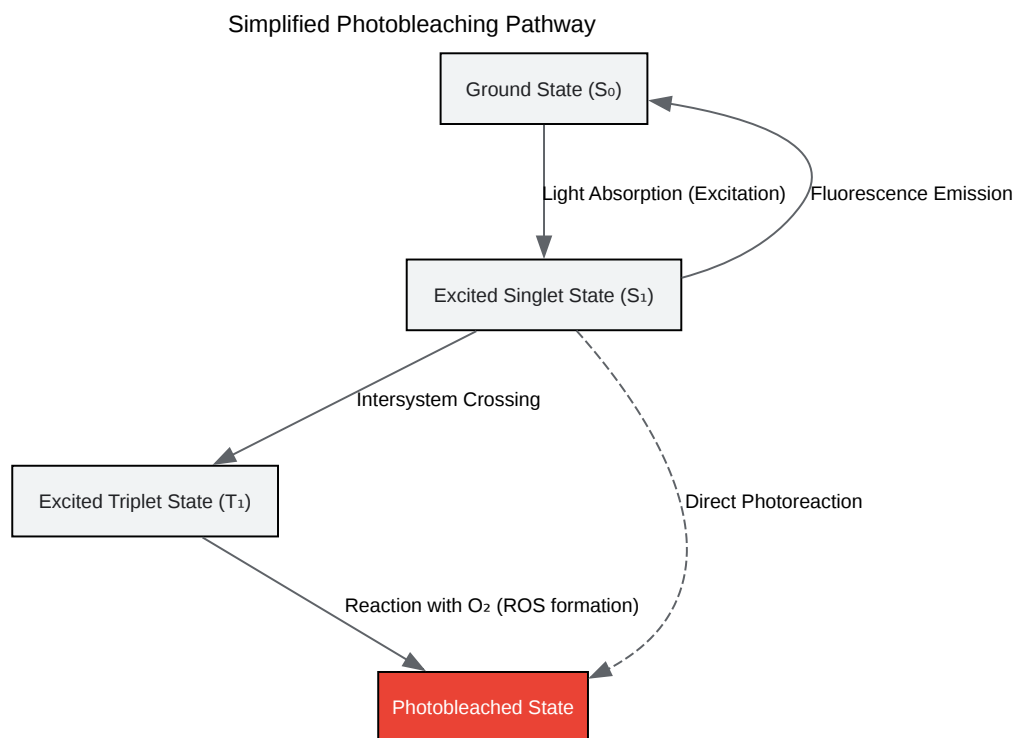 Simplified Photobleaching Pathway
Ground State (S₀)
Light Absorption (Excitation)
Fluorescence Emission
Excited Singlet State (S₁)
Intersystem Crossing
Excited Triplet State (T₁)
Direct Photoreaction
Reaction with O₂ (ROS formation)
Photobleached State